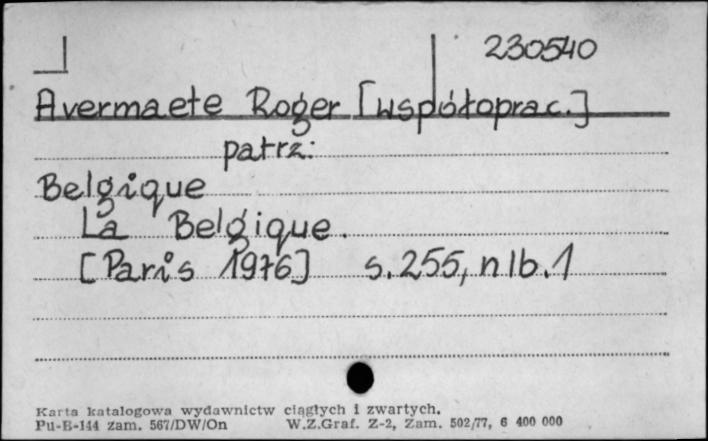 230540
Avermaete Roger [współoprac.]
patrz:
Belgique
La Belgique.
[Paris 1976] s. 255, nlb. 1
Karta katalogowa wydawnictw ciągłych i zwartych.
Pu-B-144 zam. 567/DW/On W.Z.Graf. Z-2, Zam. 502/77, 6 400 000